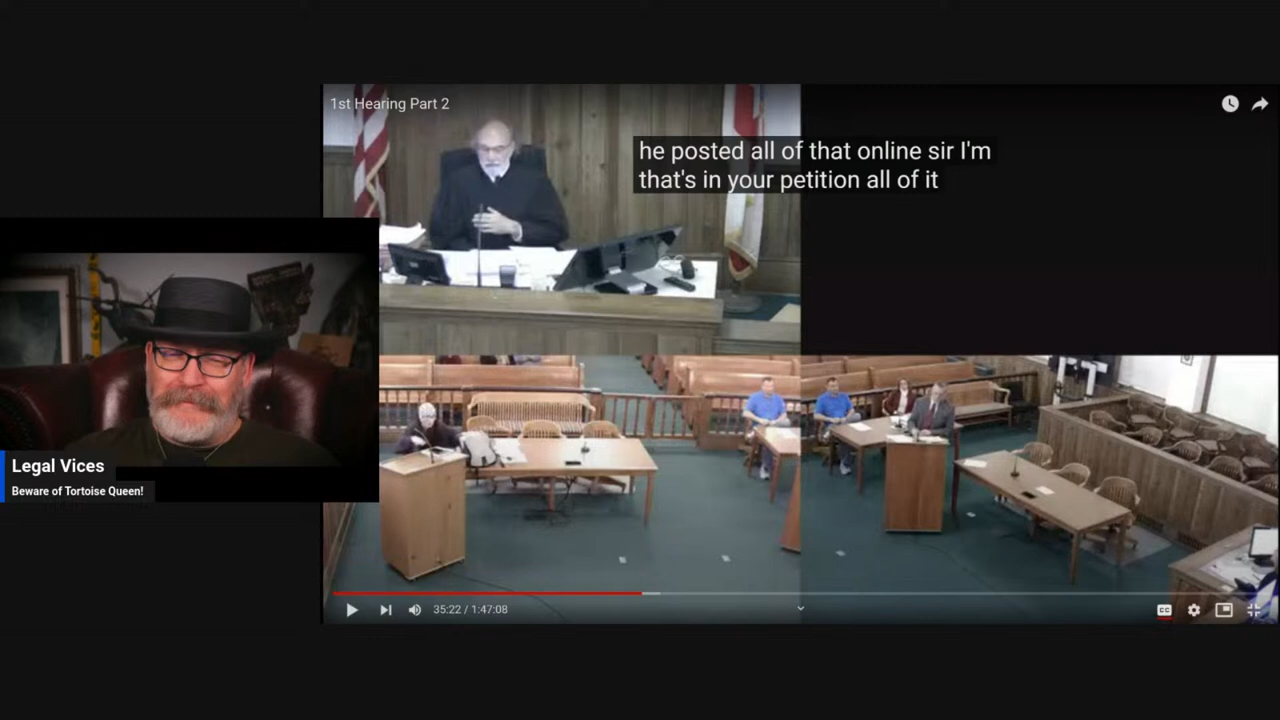 1st Hearing Part 2
he posted all of that online sir I'm
that's in your petition all of it
Legal Vices
Beware of Tortoise Queen!
35:22 / 1:47:08
CC